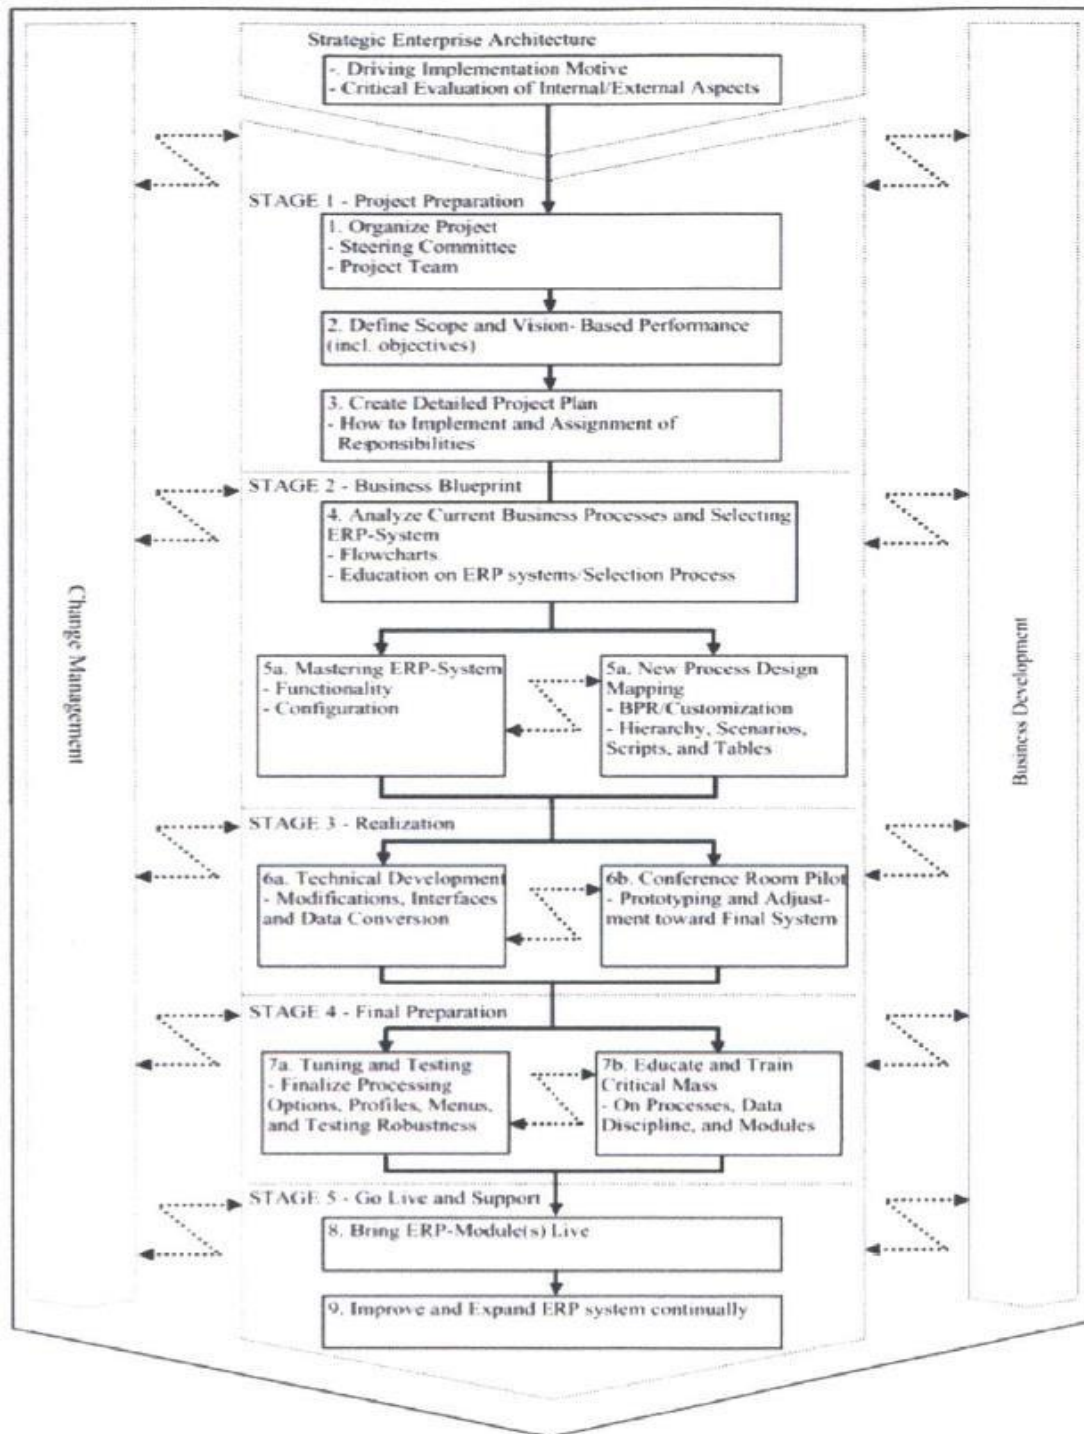 Strategic Enterprise Architecture
-. Driving Implementation Motive
- Critical Evaluation of Internal/External Aspects
STAGE 1 - Project Preparation
1. Organize Project
- Steering Committee
- Project Team
2. Define Scope and Vision- Based Performance
(incl. objectives)
3. Create Detailed Project Plan
- How to Implement and Assignment of
Responsibilities
STAGE 2 - Business Blueprint
4. Analyze Current Business Processes and Selecting
ERP-System
- Flowcharts
- Education on ERP systems/Selection Process
5a. Mastering ERP-System
- Functionality
- Configuration
5a. New Process Design
Mapping
- BPR/Customization
- Hierarchy, Scenarios,
Scripts, and Tables
STAGE 3 - Realization
6a. Technical Development
- Modifications, Interfaces
and Data Conversion
6b. Conference Room Pilot
- Prototyping and Adjust-
ment toward Final System
STAGE 4 - Final Preparation
7a. Tuning and Testing
- Finalize Processing
Options, Profiles, Menus,
and Testing Robustness
7b. Educate and Train
Critical Mass
- On Processes, Data
Discipline, and Modules
STAGE 5 - Go Live and Support
8. Bring ERP-Module(s) Live
9. Improve and Expand ERP system continually
Change Management
Business Development